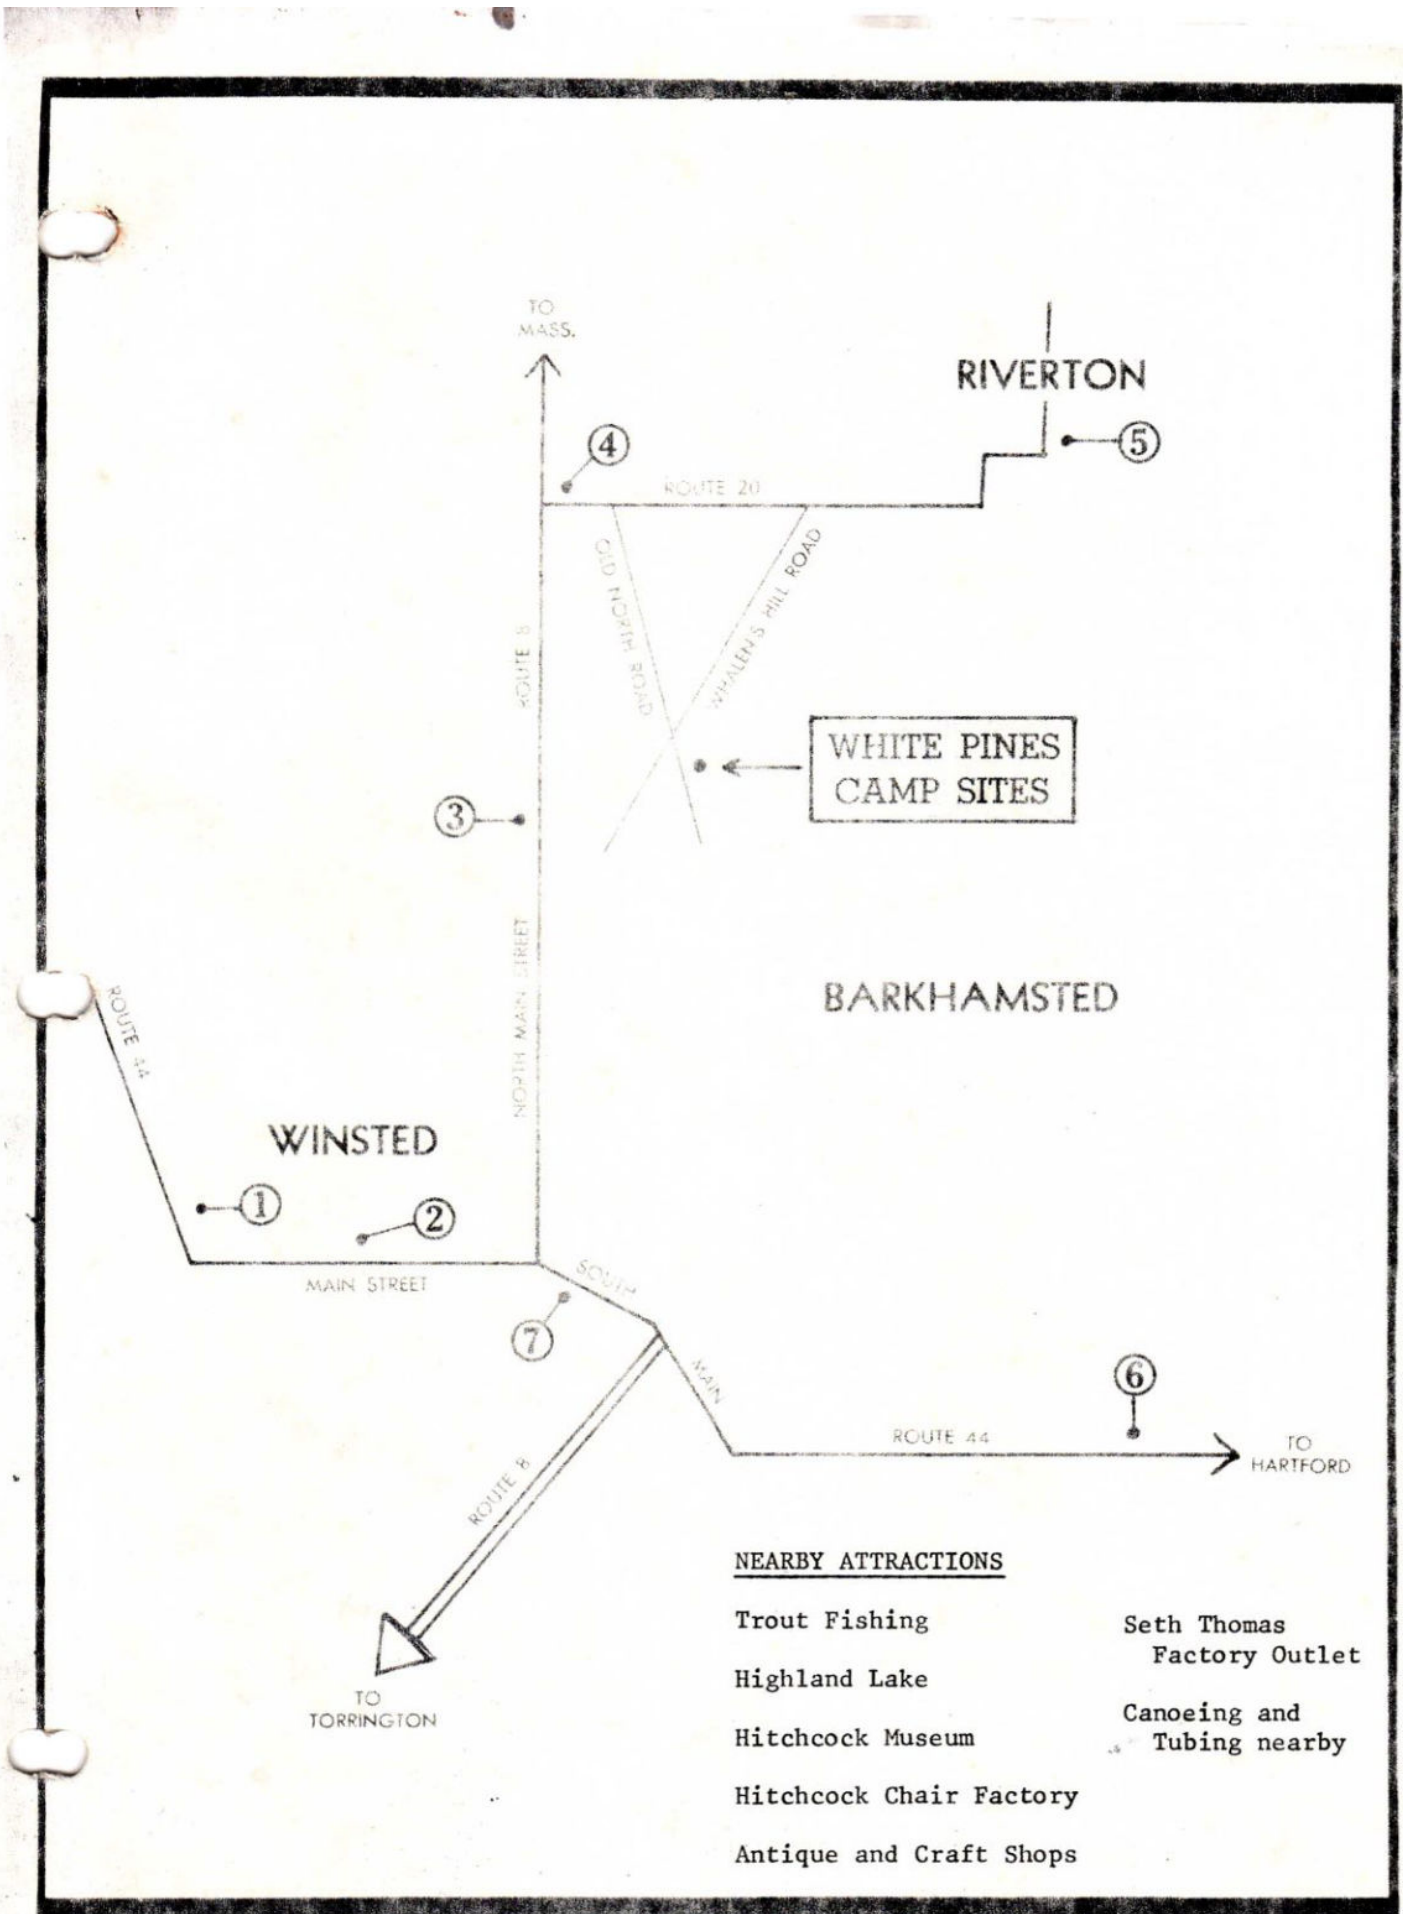 TO
MASS.
RIVERTON
④
⑤
ROUTE 20
OLD NORTH ROAD
WHALEN'S HILL ROAD
ROUTE 8
WHITE PINES
CAMP SITES
③
NORTH MAIN STREET
BARKHAMSTED
ROUTE 44
WINSTED
①
②
MAIN STREET
SOUTH
⑦
MAIN
⑥
ROUTE 44
TO
HARTFORD
ROUTE 8
TO
TORRINGTON
NEARBY ATTRACTIONS
Trout Fishing
Highland Lake
Hitchcock Museum
Hitchcock Chair Factory
Antique and Craft Shops
Seth Thomas
Factory Outlet
Canoeing and
Tubing nearby